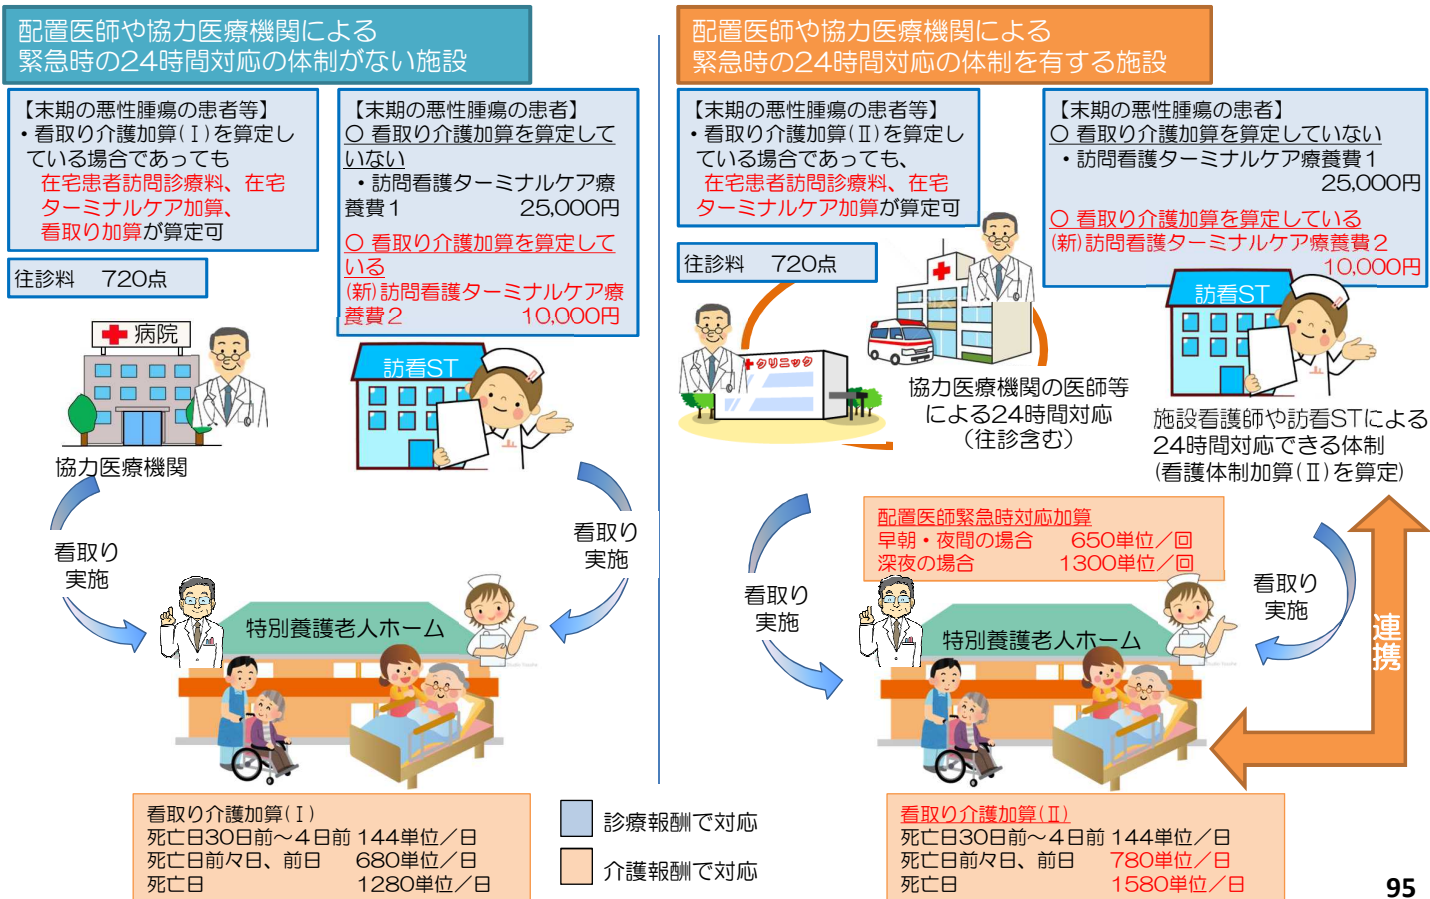 配置医師や協力医療機関による
緊急時の24時間対応の体制がない施設
【末期の悪性腫瘍の患者等】
・看取り介護加算(Ⅰ)を算定し
ている場合であっても
在宅患者訪問診療料、在宅
ターミナルケア加算、
看取り加算が算定可
往診料 720点
【末期の悪性腫瘍の患者】
○ 看取り介護加算を算定して
いない
・訪問看護ターミナルケア療
養費1 25,000円
○ 看取り介護加算を算定して
いる
(新)訪問看護ターミナルケア療
養費2 10,000円
病院
協力医療機関
訪看ST
看取り
実施
看取り
実施
特別養護老人ホーム
看取り介護加算(Ⅰ)
死亡日30日前~4日前 144単位/日
死亡日前々日、前日 680単位/日
死亡日 1280単位/日
診療報酬で対応
介護報酬で対応
配置医師や協力医療機関による
緊急時の24時間対応の体制を有する施設
【末期の悪性腫瘍の患者等】
・看取り介護加算(Ⅱ)を算定し
ている場合であっても、
在宅患者訪問診療料、在宅
ターミナルケア加算が算定可
往診料 720点
【末期の悪性腫瘍の患者】
○ 看取り介護加算を算定していない
・訪問看護ターミナルケア療養費1
25,000円
○ 看取り介護加算を算定している
(新)訪問看護ターミナルケア療養費2
10,000円
クリニック
協力医療機関の医師等
による24時間対応
(往診含む)
訪看ST
施設看護師や訪看STによる
24時間対応できる体制
(看護体制加算(Ⅱ)を算定)
配置医師緊急時対応加算
早朝・夜間の場合 650単位/回
深夜の場合 1300単位/回
看取り
実施
看取り
実施
連携
特別養護老人ホーム
看取り介護加算(Ⅱ)
死亡日30日前~4日前 144単位/日
死亡日前々日、前日 780単位/日
死亡日 1580単位/日
95